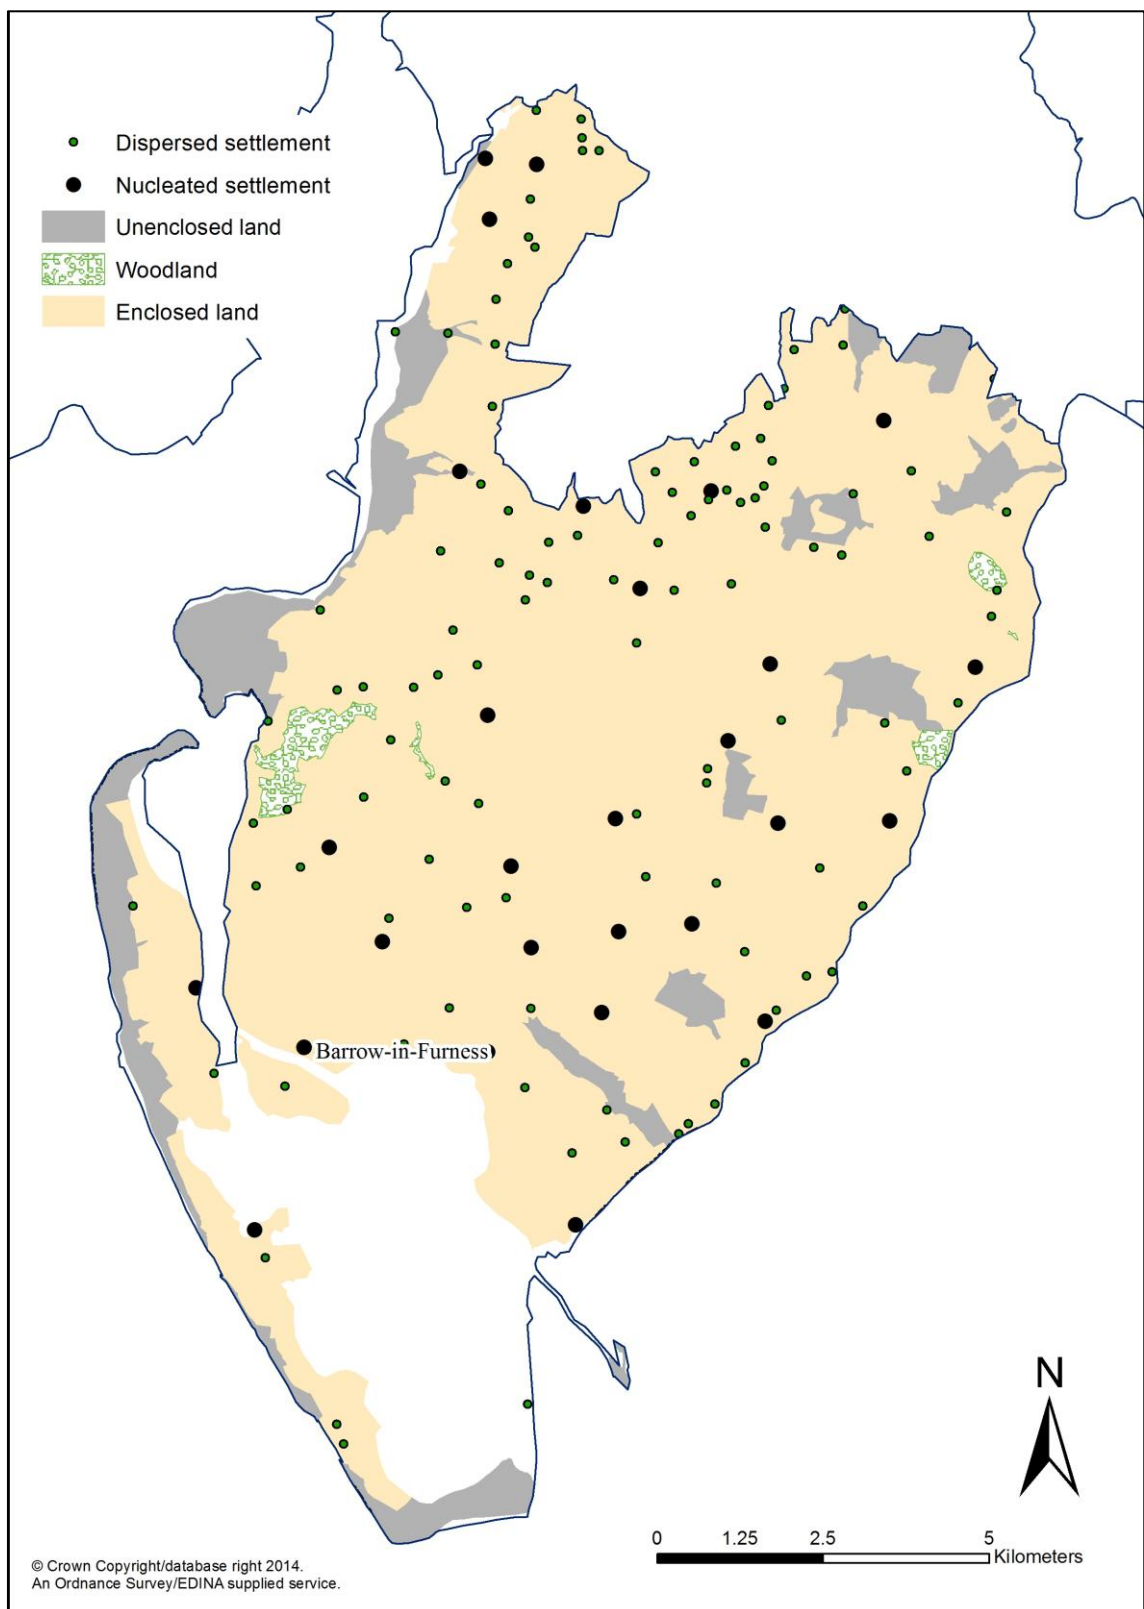 Dispersed settlement
Nucleated settlement
Unenclosed land
Woodland
Enclosed land
Barrow-in-Furness
N
0 1.25 2.5 5
Kilometers
© Crown Copyright/database right 2014.
An Ordnance Survey/EDINA supplied service.